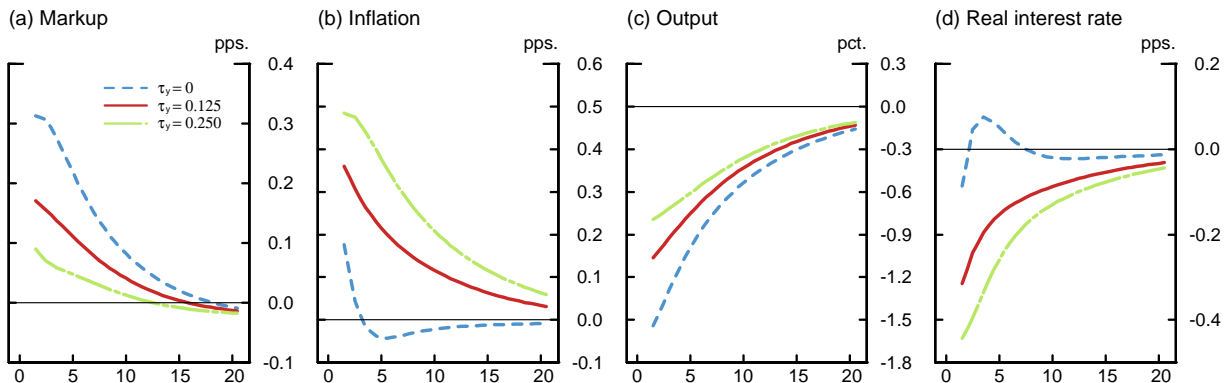 (a) Markup
pps.
0.4
0.3
0.2
0.1
0.0
-0.1
τy = 0
τy = 0.125
τy = 0.250
0 5 10 15 20
(b) Inflation
pps.
0.6
0.5
0.4
0.3
0.2
0.1
0.0
-0.1
0 5 10 15 20
(c) Output
pct.
0.3
0.0
-0.3
-0.6
-0.9
-1.2
-1.5
-1.8
0 5 10 15 20
(d) Real interest rate
pps.
0.2
0.0
-0.2
-0.4
0 5 10 15 20